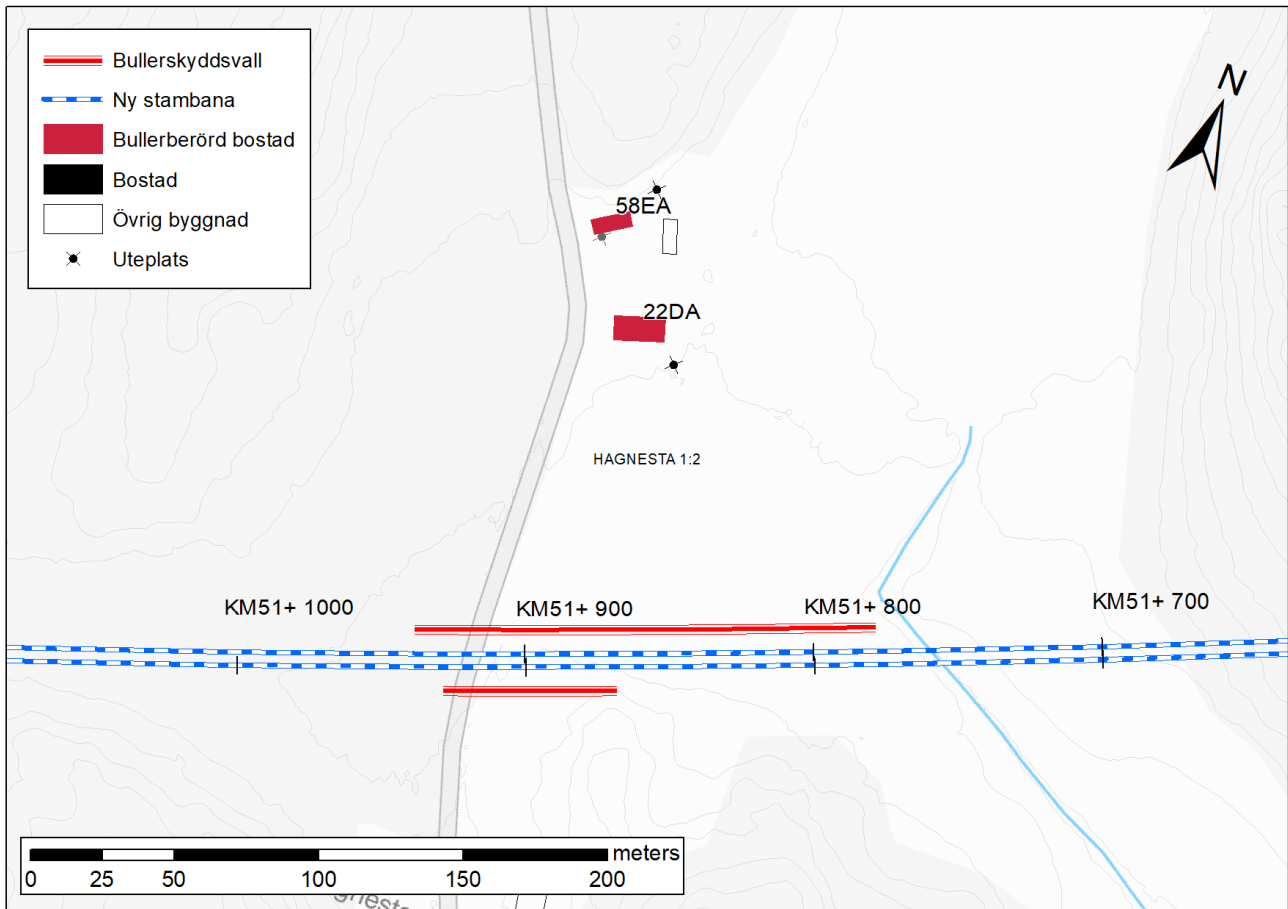 Bullerskyddsvall
Ny stambana
Bullerberörd bostad
Bostad
Övrig byggnad
Uteplats
N
58EA
22DA
HAGNESTA 1:2
KM51+ 1000
KM51+ 900
KM51+ 800
KM51+ 700
meters
0 25 50 100 150 200